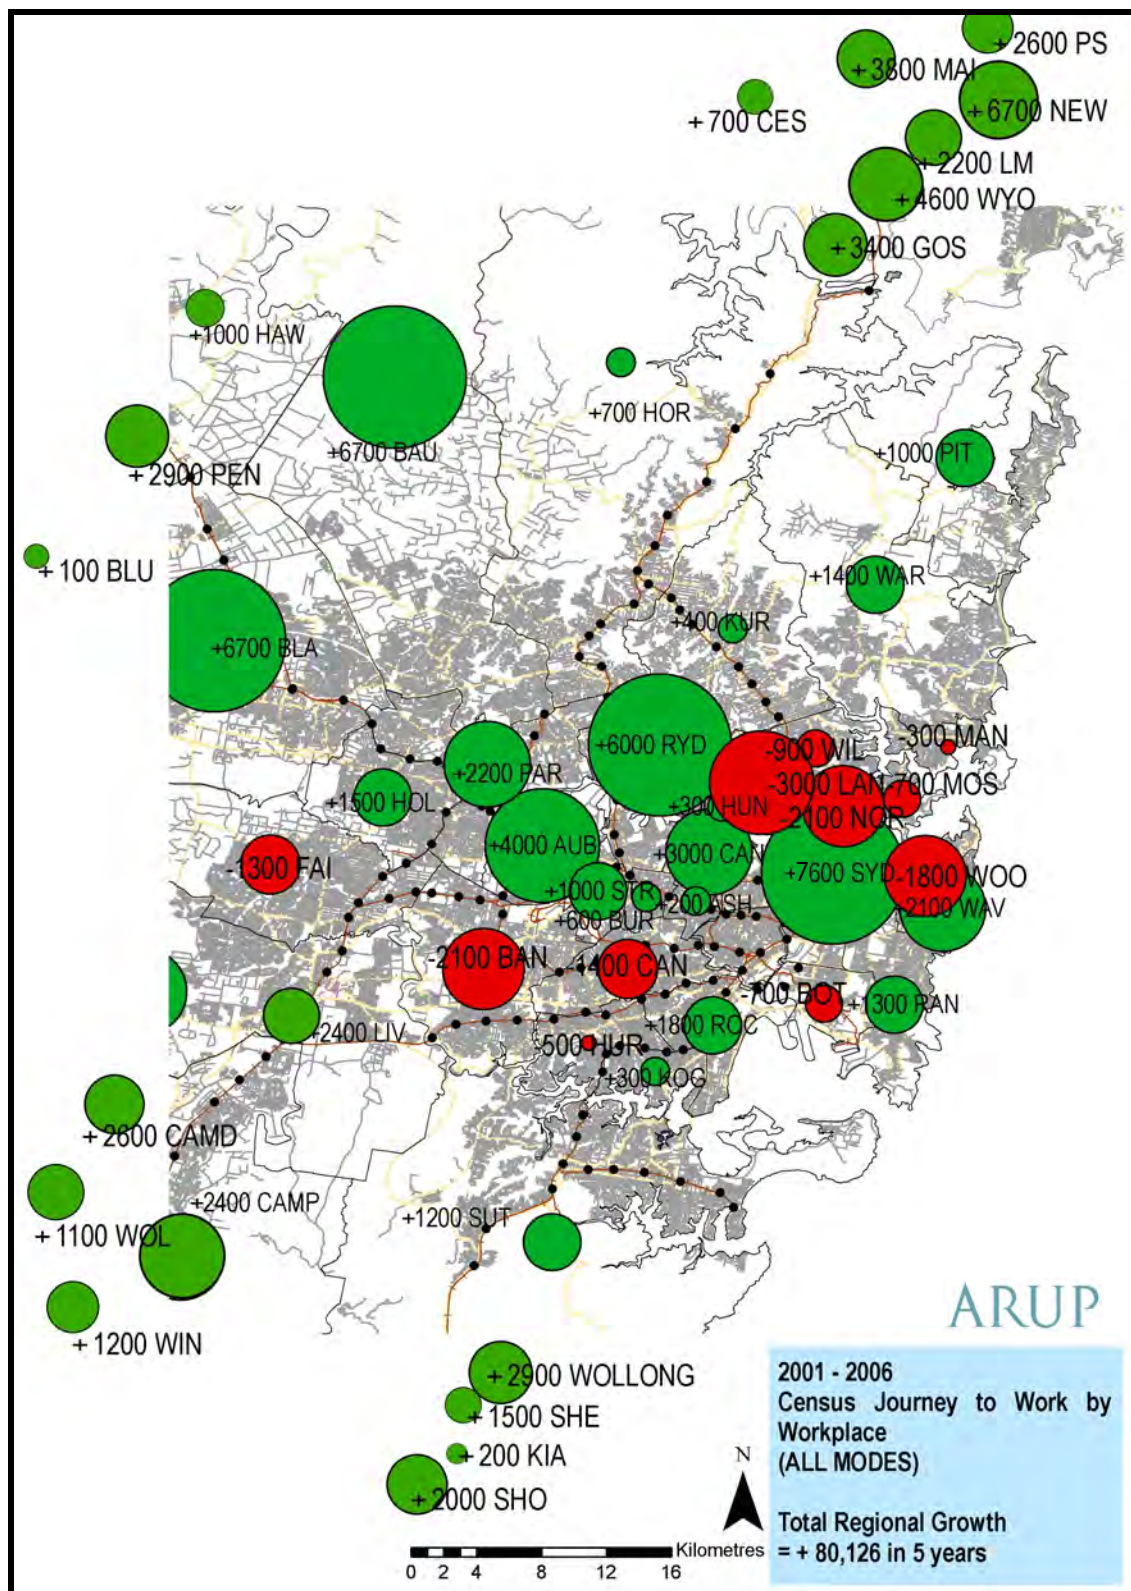 + 2600 PS
+ 3800 MAI
+ 6700 NEW
+ 700 CES
+ 2200 LM
+ 4600 WYO
+ 3400 GOS
+1000 HAW
+700 HOR
+6700 BAU
+1000 PIT
+ 2900 PEN
+ 100 BLU
+1400 WAR
+400 KUR
+6700 BLA
-300 MAN
+6000 RYD
-900 WIL
+2200 PAR
-3000 LAN
-700 MOS
+1500 HOL
+300 HUN
-2100 NOR
+4000 AUB
+3000 CAN
-1300 FAI
+7600 SYD
-1800 WOO
+1000 STR
+200 ASH
+2100 WAV
+600 BUR
-2100 BAN
-1400 CAN
-700 BOT
+1300 RAN
+2400 LIV
+1800 ROC
-500 HUR
+300 KOG
+ 2600 CAMD
+2400 CAMP
+1200 SUT
+ 1100 WOL
+ 1200 WIN
ARUP
+ 2900 WOLLONG
+ 1500 SHE
+ 200 KIA
+ 2000 SHO
2001 - 2006
Census Journey to Work by
Workplace
(ALL MODES)
Total Regional Growth
= + 80,126 in 5 years
N
Kilometres
0 2 4 8 12 16